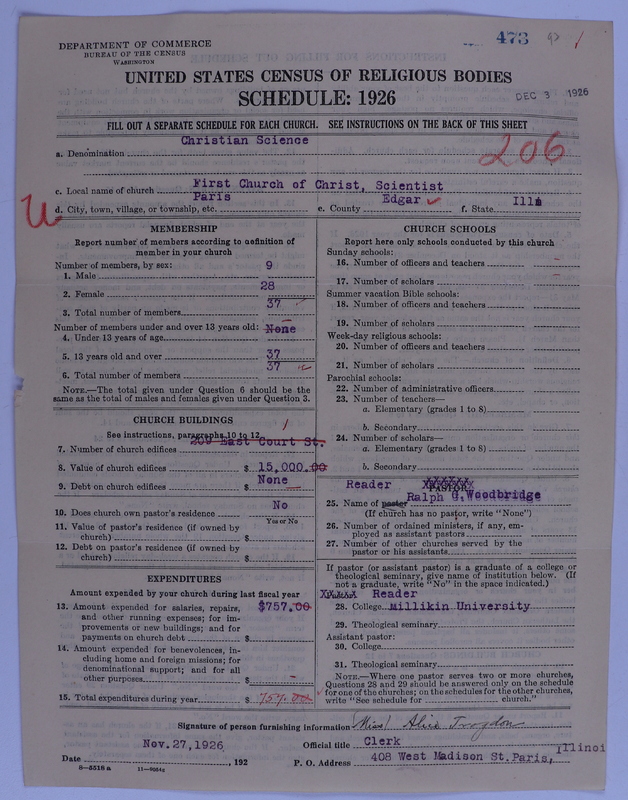 DEPARTMENT OF COMMERCE
BUREAU OF THE CENSUS
WASHINGTON
473
UNITED STATES CENSUS OF RELIGIOUS BODIES
SCHEDULE: 1926
DEC 3 1926
FILL OUT A SEPARATE SCHEDULE FOR EACH CHURCH. SEE INSTRUCTIONS ON THE BACK OF THIS SHEET
a. Denomination Christian Science
206
c. Local name of church First Church of Christ, Scientist
d. City, town, village, or township, etc. Paris e. County Edgar f. State Ill
MEMBERSHIP
Report number of members according to definition of
member in your church
Number of members, by sex:
1. Male 9
2. Female 28
3. Total number of members 37
Number of members under and over 13 years old:
4. Under 13 years of age None
5. 13 years old and over 37
6. Total number of members 37
NOTE.—The total given under Question 6 should be the
same as the total of males and females given under Question 3.
CHURCH BUILDINGS
See instructions, paragraphs 10 to 12
7. Number of church edifices 209 East Court St. 1
8. Value of church edifices $ 15,000.00
9. Debt on church edifices $ None
10. Does church own pastor's residence No
Yes or No
11. Value of pastor's residence (if owned by
church) $
12. Debt on pastor's residence (if owned by
church) $
EXPENDITURES
Amount expended by your church during last fiscal year
13. Amount expended for salaries, repairs,
and other running expenses; for im-
provements or new buildings; and for
payments on church debt $757.00
14. Amount expended for benevolences, in-
cluding home and foreign missions; for
denominational support; and for all
other purposes $
15. Total expenditures during year $ 757.00
CHURCH SCHOOLS
Report here only schools conducted by this church
Sunday schools:
16. Number of officers and teachers
17. Number of scholars
Summer vacation Bible schools:
18. Number of officers and teachers
19. Number of scholars
Week-day religious schools:
20. Number of officers and teachers
21. Number of scholars
Parochial schools:
22. Number of administrative officers
23. Number of teachers—
a. Elementary (grades 1 to 8)
b. Secondary
24. Number of scholars—
a. Elementary (grades 1 to 8)
b. Secondary
Reader PASTOR
25. Name of pastor Ralph G. Woodbridge
(If church has no pastor, write "None")
26. Number of ordained ministers, if any, em-
ployed as assistant pastors
27. Number of other churches served by the
pastor or his assistants
If pastor (or assistant pastor) is a graduate of a college or
theological seminary, give name of institution below. (If
not a graduate, write "No" in the space indicated.)
XXXXX Reader
28. College Millikin University
29. Theological seminary
Assistant pastor:
30. College
31. Theological seminary
NOTE.—Where one pastor serves two or more churches,
Questions 28 and 29 should be answered only on the schedule
for one of the churches; on the schedules for the other churches,
write "See schedule for church."
Signature of person furnishing information (Miss) Alice Trogdon
Date Nov. 27, 1926, 192
Official title Clerk
P. O. Address 408 West Madison St. Paris, Illinoi
8—5518 a 11—9064c